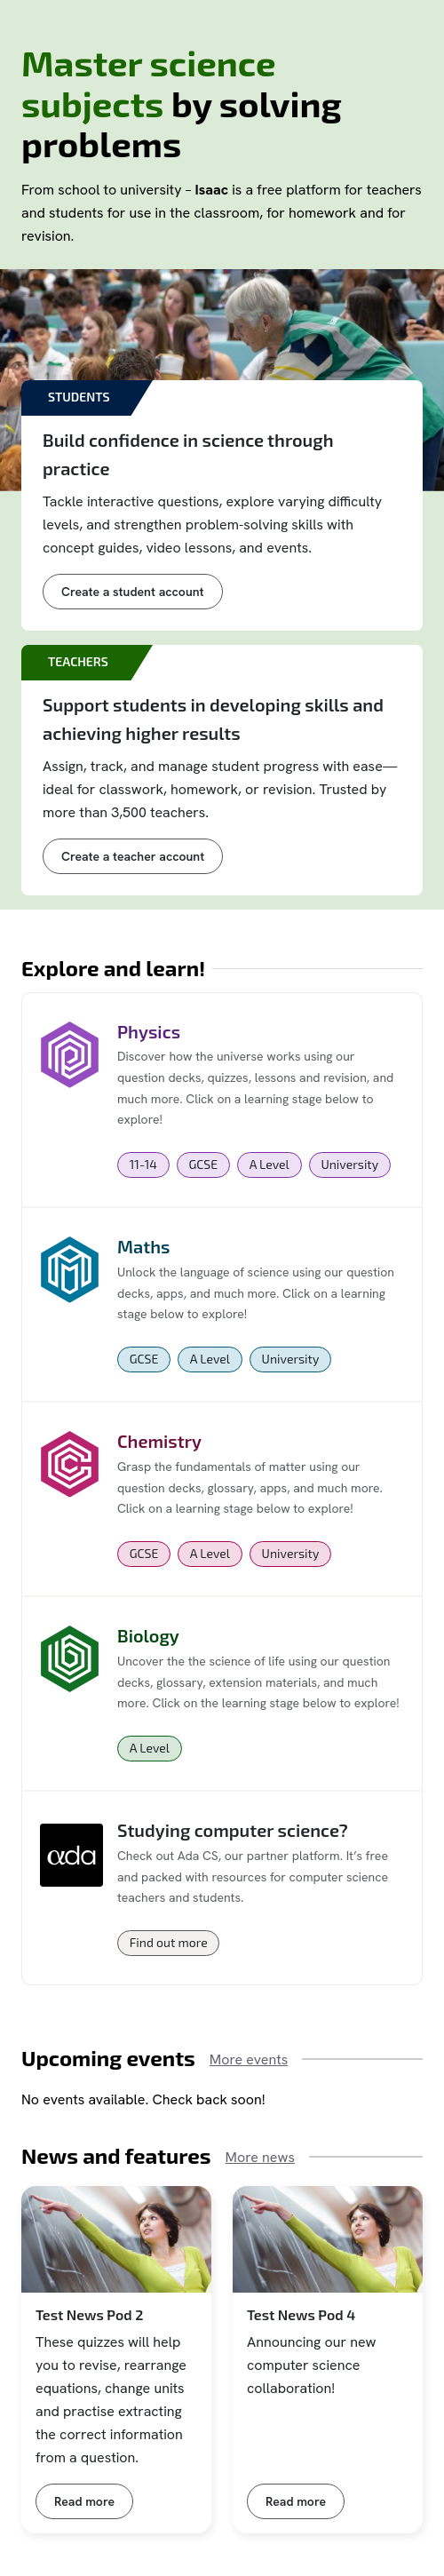 Master science
subjects by solving
problems
From school to university – Isaac is a free platform for teachers
and students for use in the classroom, for homework and for
revision.
STUDENTS
Build confidence in science through
practice
Tackle interactive questions, explore varying difficulty
levels, and strengthen problem-solving skills with
concept guides, video lessons, and events.
Create a student account
TEACHERS
Support students in developing skills and
achieving higher results
Assign, track, and manage student progress with ease—
ideal for classwork, homework, or revision. Trusted by
more than 3,500 teachers.
Create a teacher account
Explore and learn!
Physics
Discover how the universe works using our
question decks, quizzes, lessons and revision, and
much more. Click on a learning stage below to
explore!
11-14 GCSE A Level University
Maths
Unlock the language of science using our question
decks, apps, and much more. Click on a learning
stage below to explore!
GCSE A Level University
Chemistry
Grasp the fundamentals of matter using our
question decks, glossary, apps, and much more.
Click on a learning stage below to explore!
GCSE A Level University
Biology
Uncover the the science of life using our question
decks, glossary, extension materials, and much
more. Click on the learning stage below to explore!
A Level
ada
Studying computer science?
Check out Ada CS, our partner platform. It’s free
and packed with resources for computer science
teachers and students.
Find out more
Upcoming events More events
No events available. Check back soon!
News and features More news
Test News Pod 2
These quizzes will help
you to revise, rearrange
equations, change units
and practise extracting
the correct information
from a question.
Read more
Test News Pod 4
Announcing our new
computer science
collaboration!
Read more